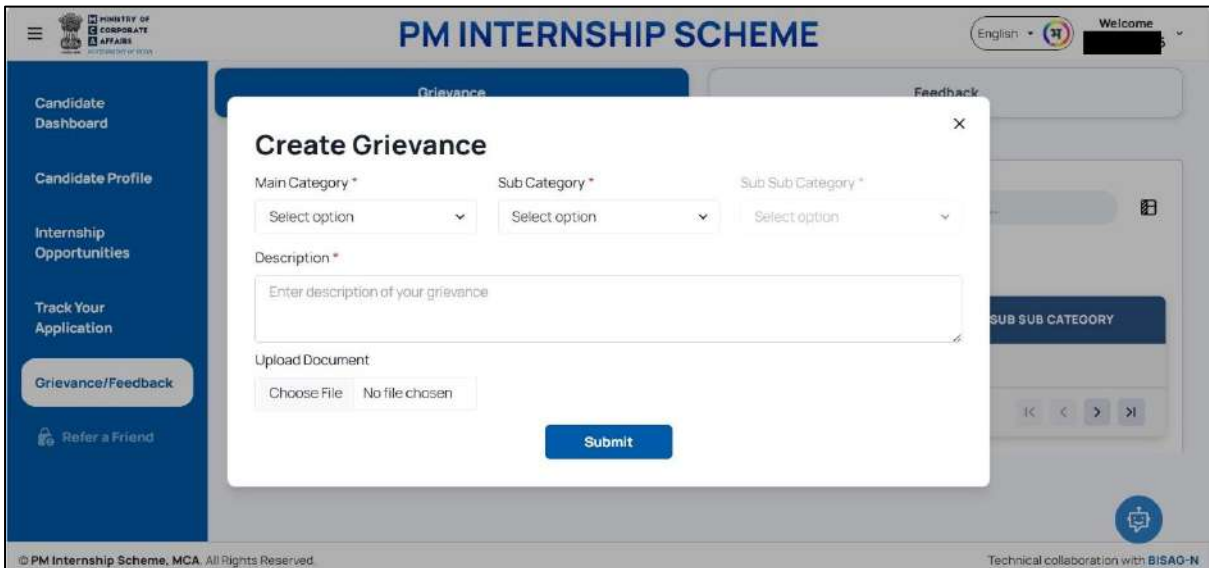 MINISTRY OF
CORPORATE
AFFAIRS
PM INTERNSHIP SCHEME
English
अ
Welcome
Candidate
Dashboard
Candidate Profile
Internship
Opportunities
Track Your
Application
Grievance/Feedback
Refer a Friend
Grievance
Feedback
Create Grievance
Main Category *
Sub Category *
Sub Sub Category *
Select option
Select option
Select option
Description *
Enter description of your grievance
Upload Document
Choose File No file chosen
Submit
SUB SUB CATEGORY
© PM Internship Scheme, MCA. All Rights Reserved.
Technical collaboration with BISAG-N